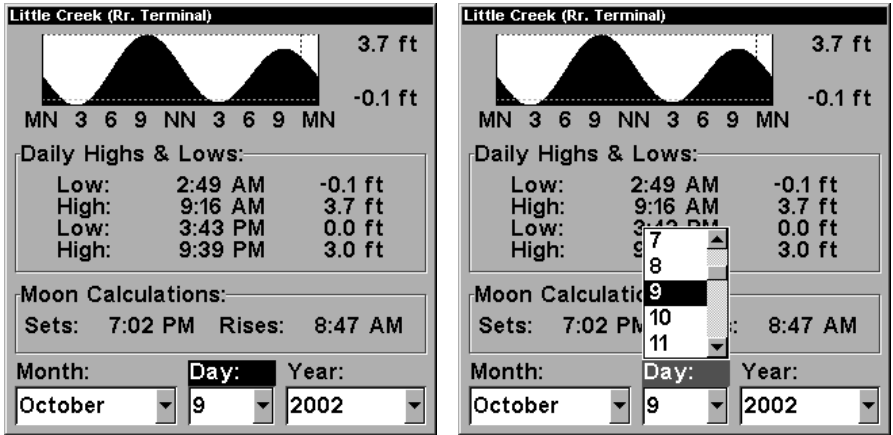 Little Creek (Rr. Terminal)
3.7 ft
-0.1 ft
MN 3 6 9 NN 3 6 9 MN
Daily Highs & Lows:
Low: 2:49 AM -0.1 ft
High: 9:16 AM 3.7 ft
Low: 3:43 PM 0.0 ft
High: 9:39 PM 3.0 ft
Moon Calculations:
Sets: 7:02 PM Rises: 8:47 AM
Month: Day: Year:
October 9 2002
Little Creek (Rr. Terminal)
3.7 ft
-0.1 ft
MN 3 6 9 NN 3 6 9 MN
Daily Highs & Lows:
Low: 2:49 AM -0.1 ft
High: 9:16 AM 3.7 ft
Low: 3:43 PM 0.0 ft
High: 3.0 ft
7
8
9
10
11
Moon
Sets: 7:02 8:47 AM
Month: Day: Year:
October 9 2002